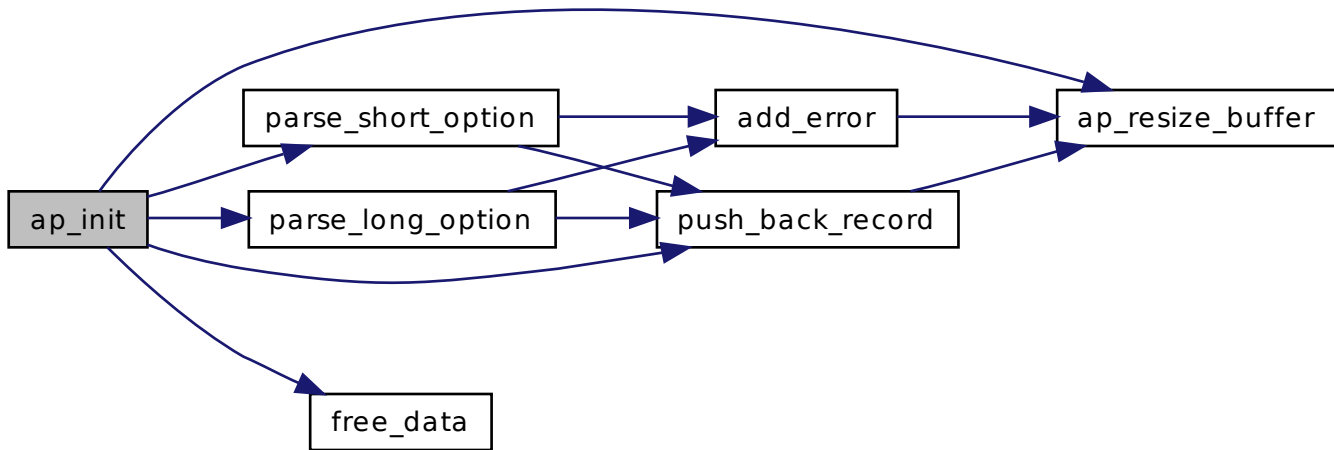 parse_short_option
add_error
ap_resize_buffer
ap_init
parse_long_option
push_back_record
free_data